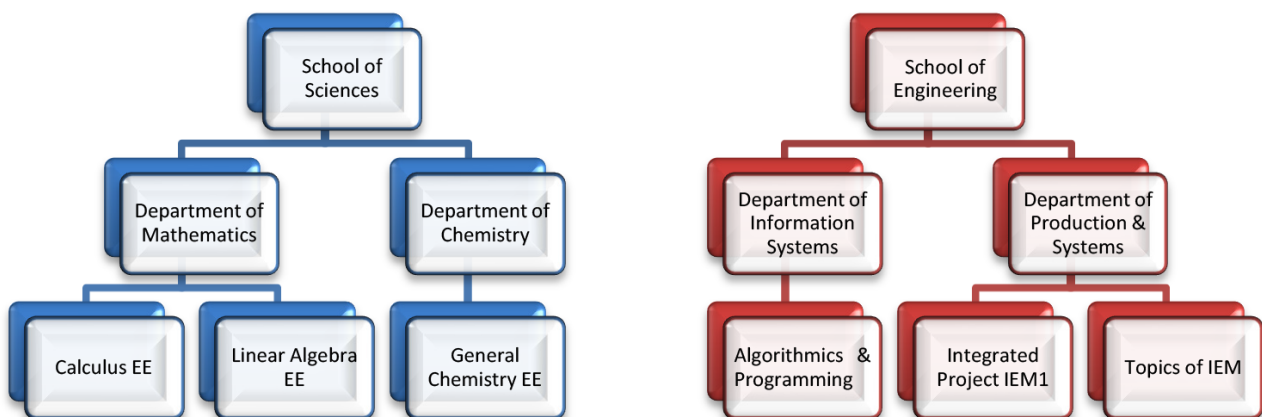 School of
Sciences
School of
Engineering
Department of
Mathematics
Department of
Chemistry
Department of
Information
Systems
Department of
Production &
Systems
Calculus EE
Linear Algebra
EE
General
Chemistry EE
Algorithmics &
Programming
Integrated
Project IEM1
Topics of IEM